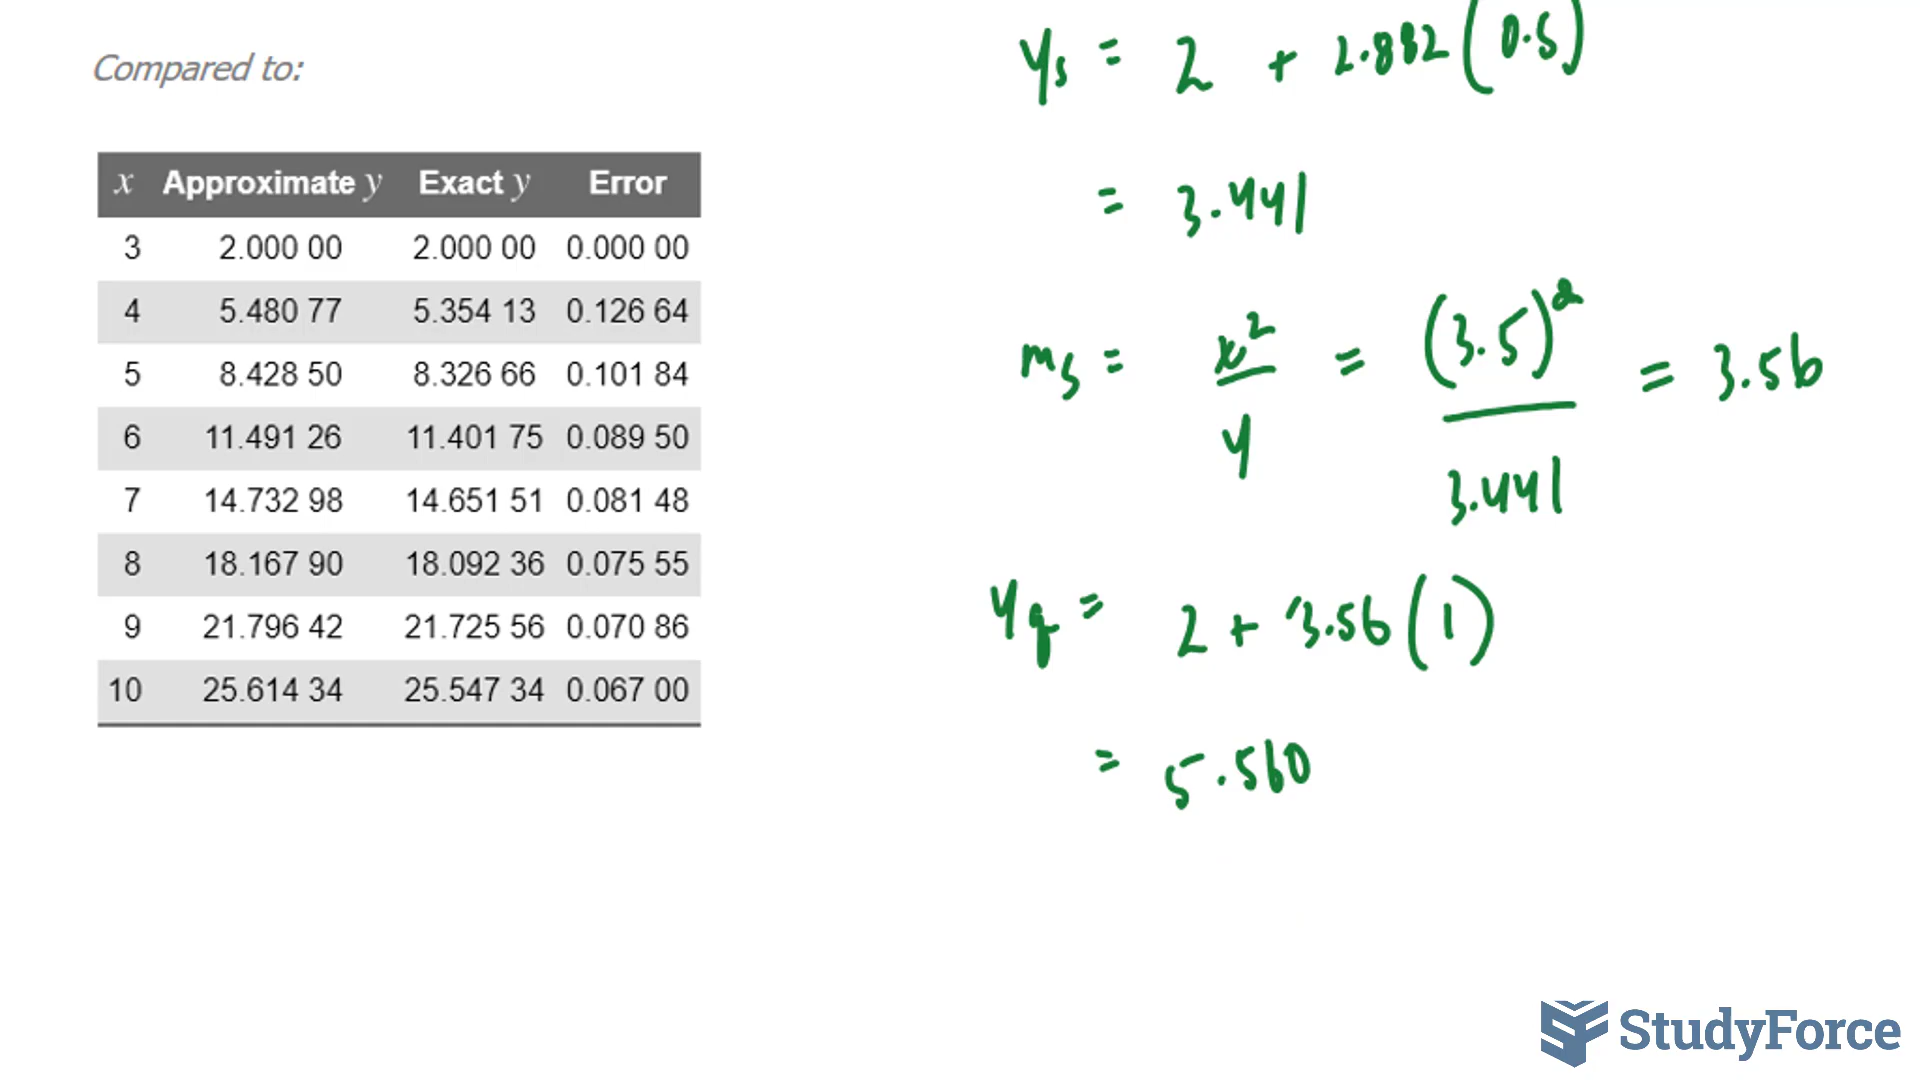 Compared to:
x Approximate y Exact y Error
3 2.000 00 2.000 00 0.000 00
4 5.480 77 5.354 13 0.126 64
5 8.428 50 8.326 66 0.101 84
6 11.491 26 11.401 75 0.089 50
7 14.732 98 14.651 51 0.081 48
8 18.167 90 18.092 36 0.075 55
9 21.796 42 21.725 56 0.070 86
10 25.614 34 25.547 34 0.067 00
y₅ = 2 + 2.882 (0.5)
= 3.441
m₅ = x²/y = (3.5)²/3.441 = 3.56
y_q = 2 + 3.56 (1)
= 5.560
StudyForce